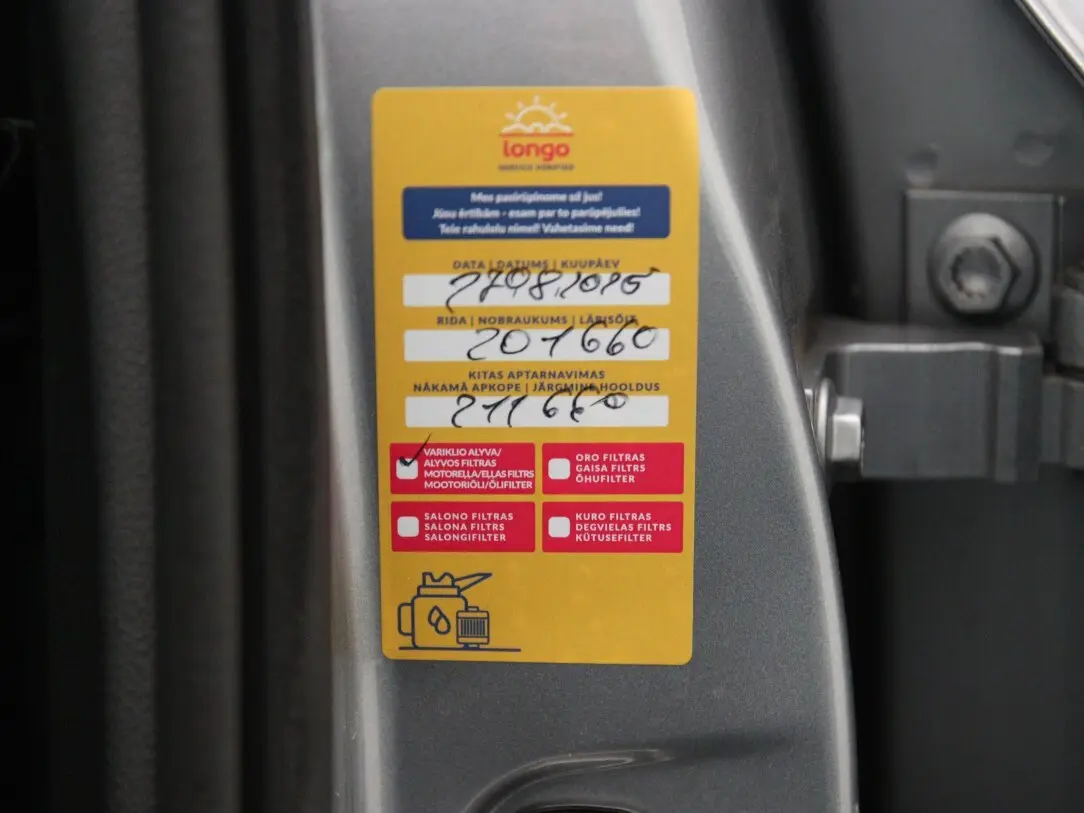 longo
Mes pasirūpinome už jus!
Jūsu ērtībām - esam par to parūpējušies!
Teie rahulolu nimel! Vahetasime need!
DATA | DATUMS | KUUPÄEV
27.08.2025
RIDA | NOBRAUKUMS | LÄBISÕIT
201660
KITAS APTARNAVIMAS
NĀKAMĀ APKOPE | JÄRGMINE HOOLDUS
211660
VARIKLIO ALYVA/
ALYVOS FILTRAS
MOTOREĻĻA/EĻĻAS FILTRS
MOOTORIÕLI/ÕLIFILTER
ORO FILTRAS
GAISA FILTRS
ÕHUFILTER
SALONO FILTRAS
SALONA FILTRS
SALONGIFILTER
KURO FILTRAS
DEGVIELAS FILTRS
KÜTUSEFILTER